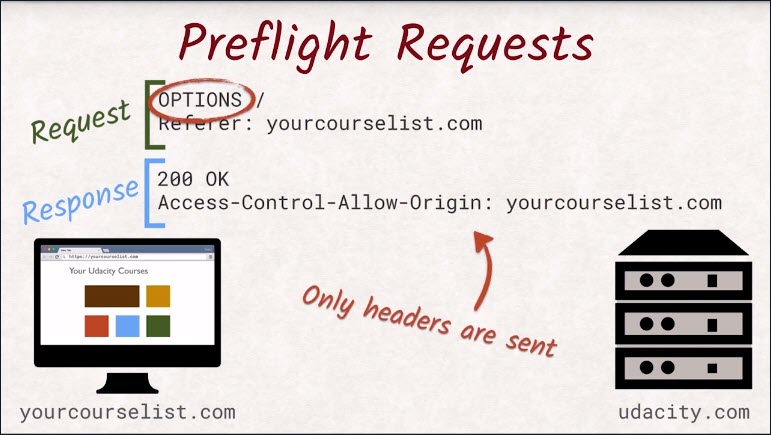 Preflight Requests
Request
OPTIONS /
Referer: yourcourselist.com
Response
200 OK
Access-Control-Allow-Origin: yourcourselist.com
https://yourcourselist.com
Your Udacity Courses
Only headers are sent
yourcourselist.com
udacity.com